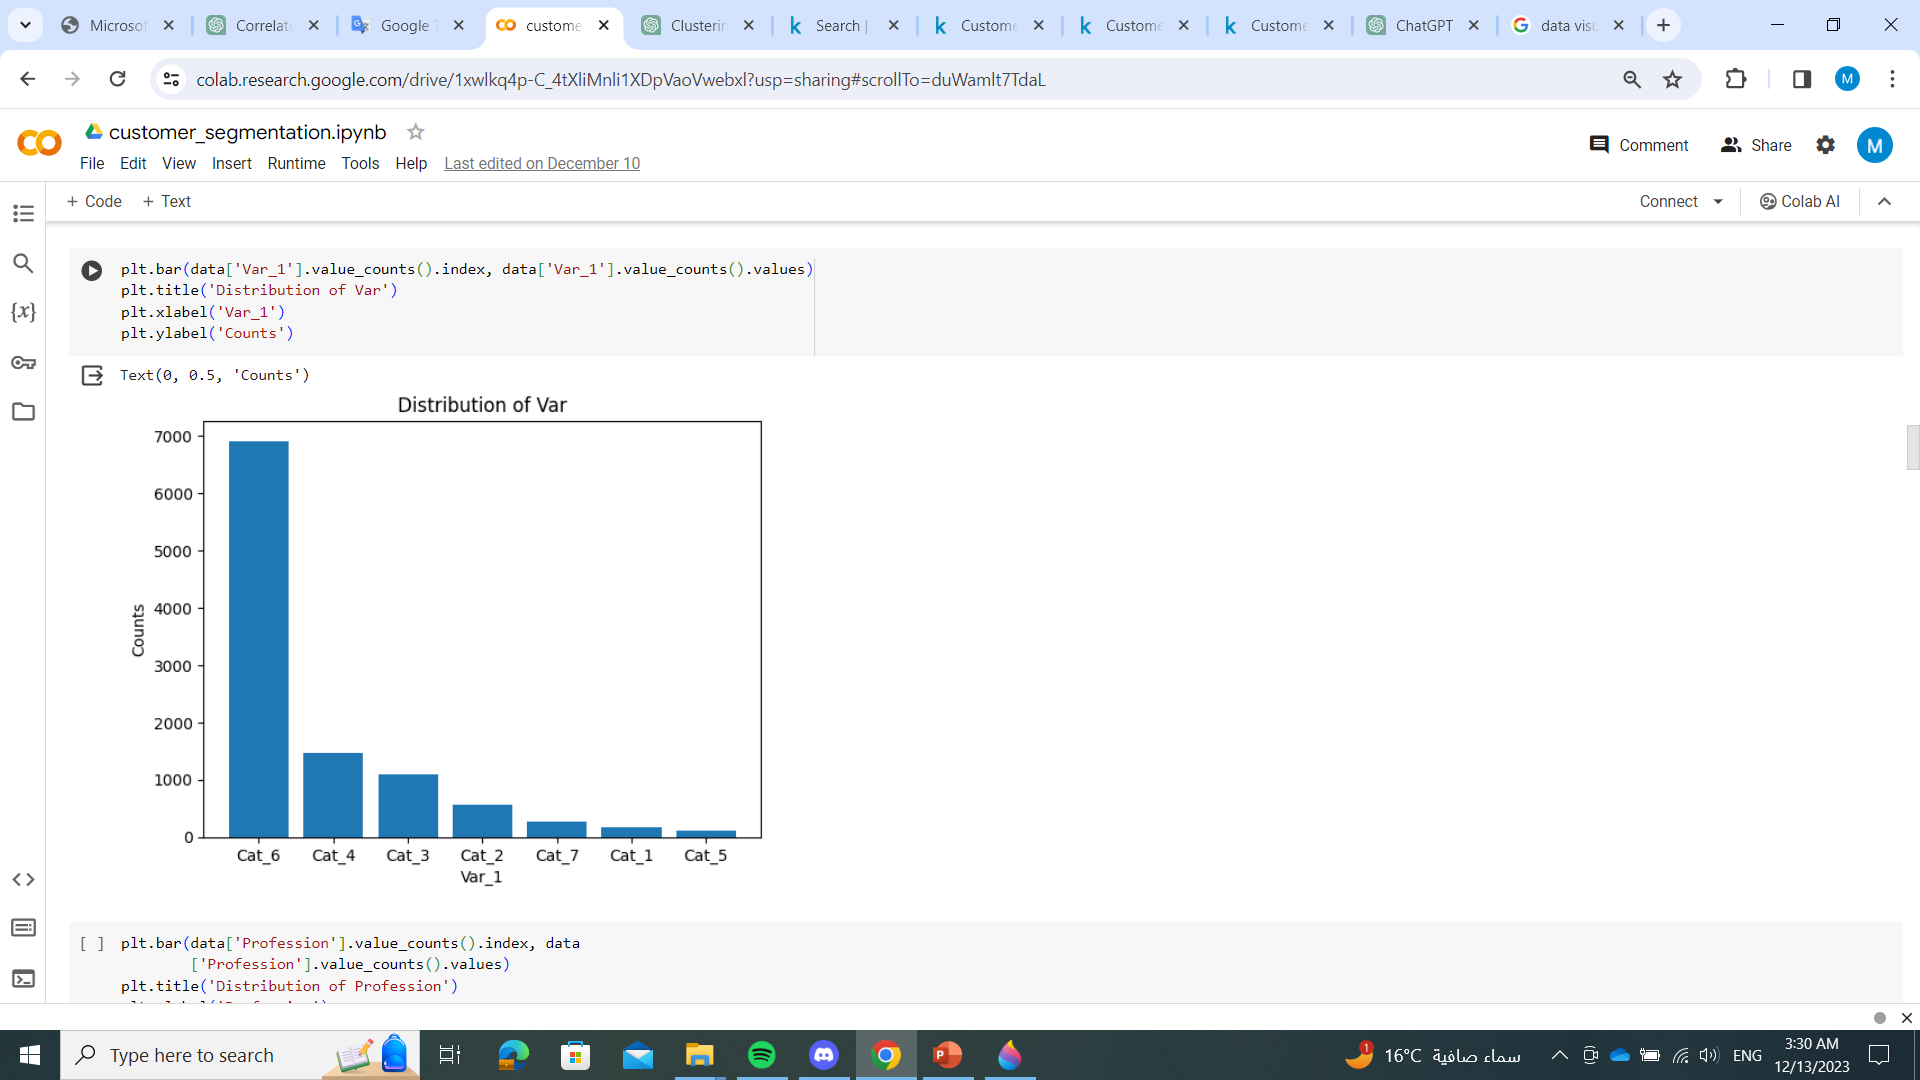 Microsof
Correlate
Google T
custome
Clusterin
Search |
Custome
Custome
Custome
ChatGPT
data visu
colab.research.google.com/drive/1xwlkq4p-C_4tXliMnli1XDpVaoVwebxl?usp=sharing#scrollTo=duWamlt7TdaL
M
customer_segmentation.ipynb
File Edit View Insert Runtime Tools Help Last edited on December 10
Comment Share M
+ Code + Text
Connect Colab AI
plt.bar(data['Var_1'].value_counts().index, data['Var_1'].value_counts().values)
plt.title('Distribution of Var')
plt.xlabel('Var_1')
plt.ylabel('Counts')
Text(0, 0.5, 'Counts')
Distribution of Var
7000
6000
5000
4000
3000
2000
1000
0
Counts
Cat_6 Cat_4 Cat_3 Cat_2 Cat_7 Cat_1 Cat_5
Var_1
[ ] plt.bar(data['Profession'].value_counts().index, data
['Profession'].value_counts().values)
plt.title('Distribution of Profession')
Type here to search
1
16°C سماء صافية
ENG
3:30 AM
12/13/2023